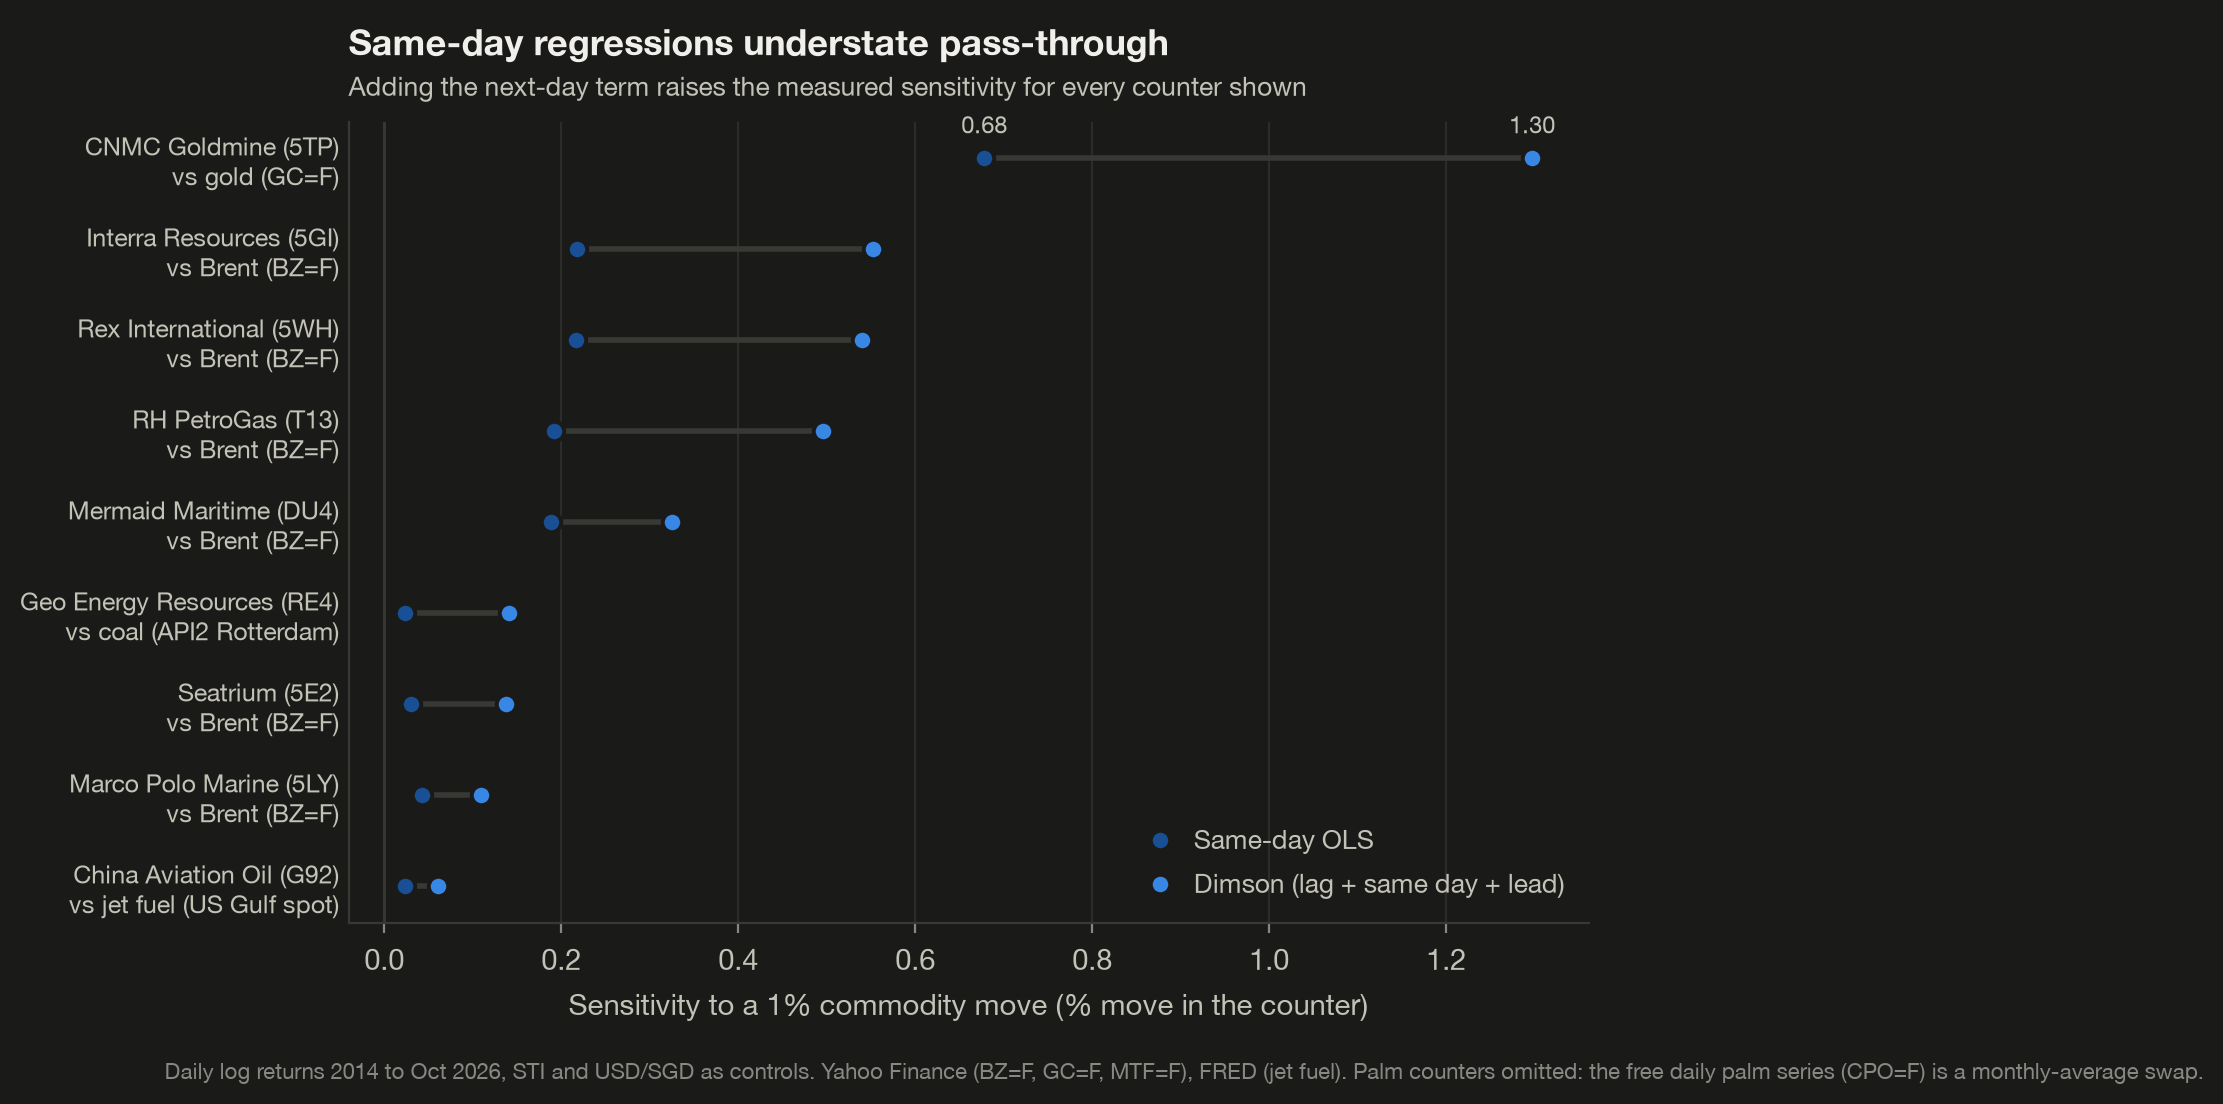 Same-day regressions understate pass-through
Adding the next-day term raises the measured sensitivity for every counter shown
0.68
1.30
CNMC Goldmine (5TP)
vs gold (GC=F)
Interra Resources (5GI)
vs Brent (BZ=F)
Rex International (5WH)
vs Brent (BZ=F)
RH PetroGas (T13)
vs Brent (BZ=F)
Mermaid Maritime (DU4)
vs Brent (BZ=F)
Geo Energy Resources (RE4)
vs coal (API2 Rotterdam)
Seatrium (5E2)
vs Brent (BZ=F)
Marco Polo Marine (5LY)
vs Brent (BZ=F)
China Aviation Oil (G92)
vs jet fuel (US Gulf spot)
Same-day OLS
Dimson (lag + same day + lead)
0.0
0.2
0.4
0.6
0.8
1.0
1.2
Sensitivity to a 1% commodity move (% move in the counter)
Daily log returns 2014 to Oct 2026, STI and USD/SGD as controls. Yahoo Finance (BZ=F, GC=F, MTF=F), FRED (jet fuel). Palm counters omitted: the free daily palm series (CPO=F) is a monthly-average swap.